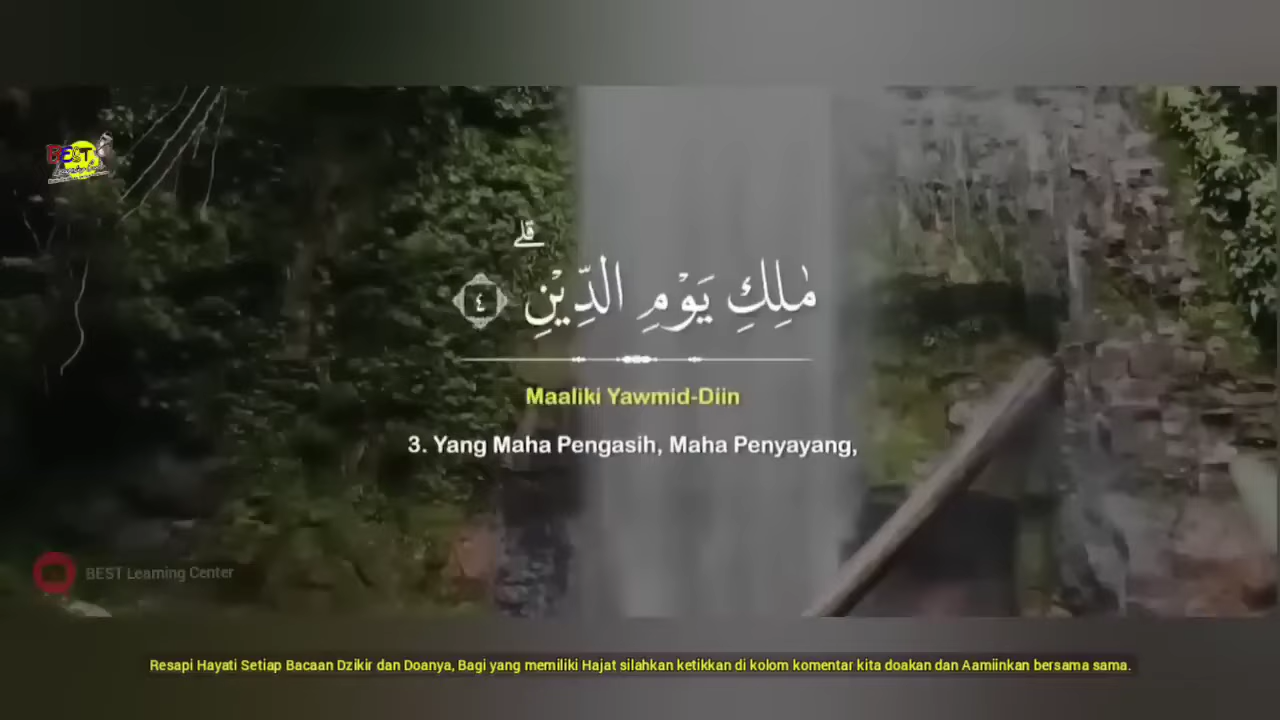 BEST
مٰلِكِ يَوْمِ الدِّيْنِۗ ٤
Maaliki Yawmid-Diin
3. Yang Maha Pengasih, Maha Penyayang,
BEST Learning Center
Resapi Hayati Setiap Bacaan Dzikir dan Doanya, Bagi yang memiliki Hajat silahkan ketikkan di kolom komentar kita doakan dan Aamiinkan bersama sama.